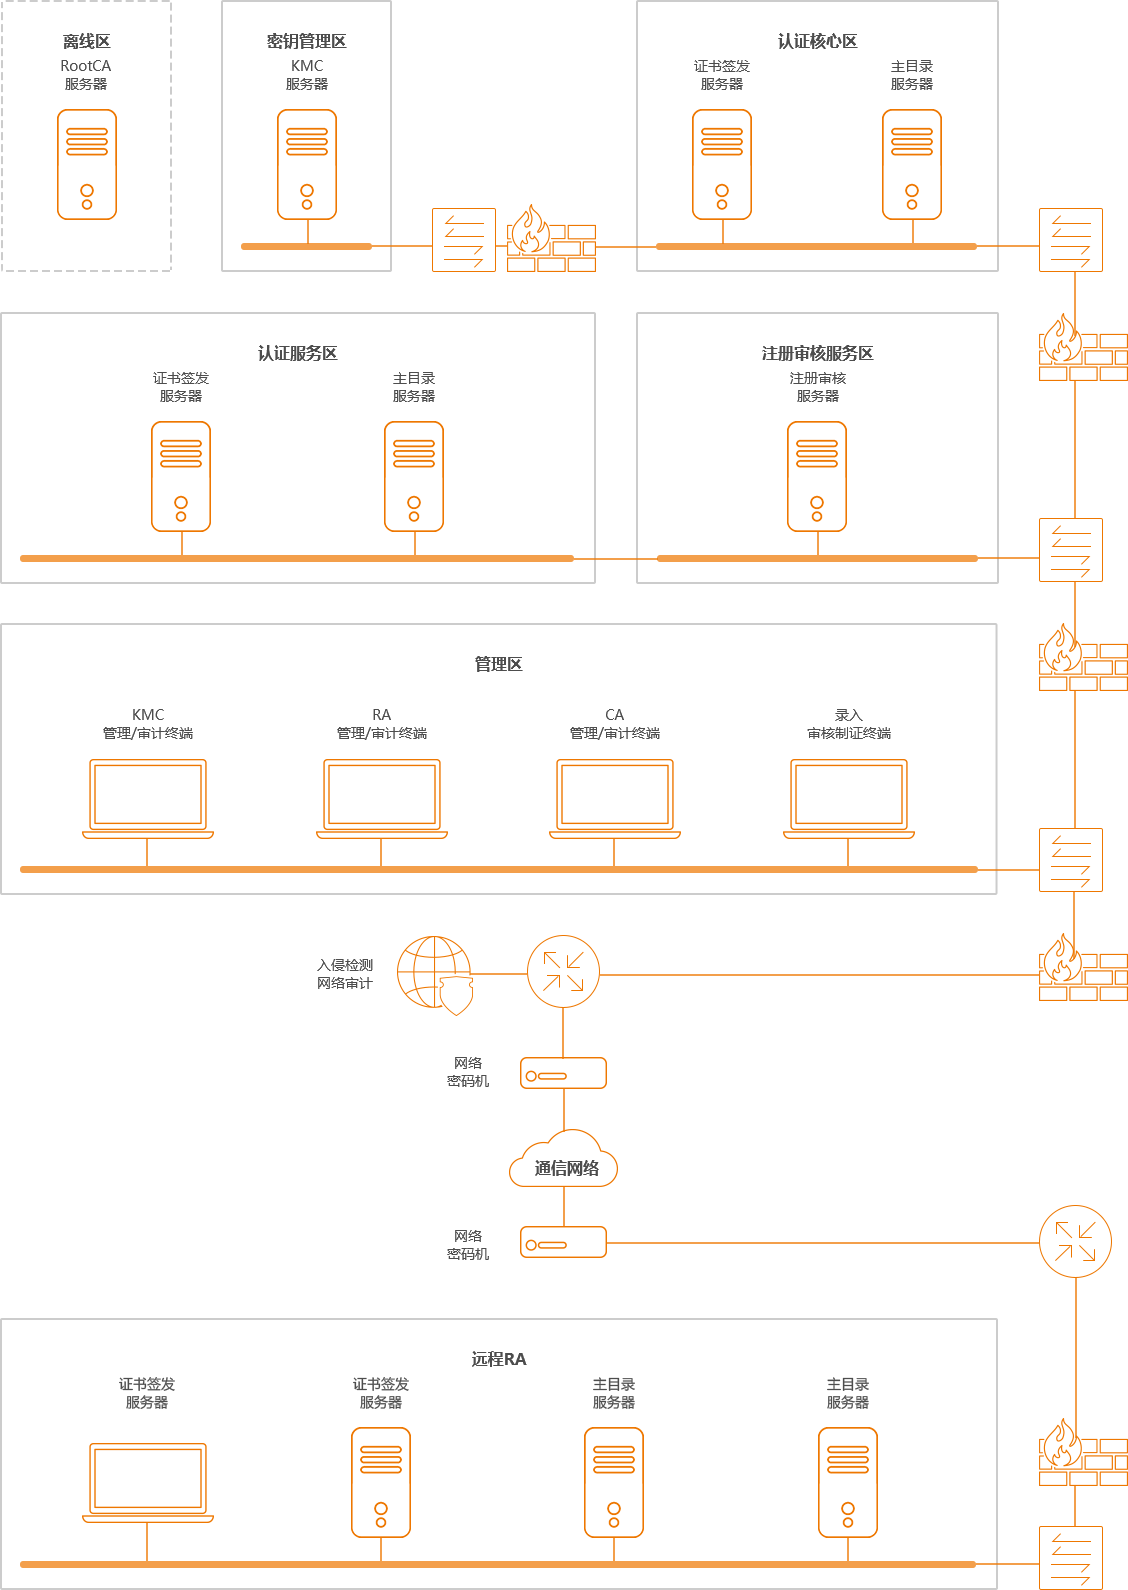 离线区
RootCA
服务器
密钥管理区
KMC
服务器
认证核心区
证书签发
服务器
主目录
服务器
认证服务区
证书签发
服务器
主目录
服务器
注册审核服务区
注册审核
服务器
管理区
KMC
管理/审计终端
RA
管理/审计终端
CA
管理/审计终端
录入
审核制证终端
入侵检测
网络审计
网络
密码机
通信网络
网络
密码机
远程RA
证书签发
服务器
证书签发
服务器
主目录
服务器
主目录
服务器